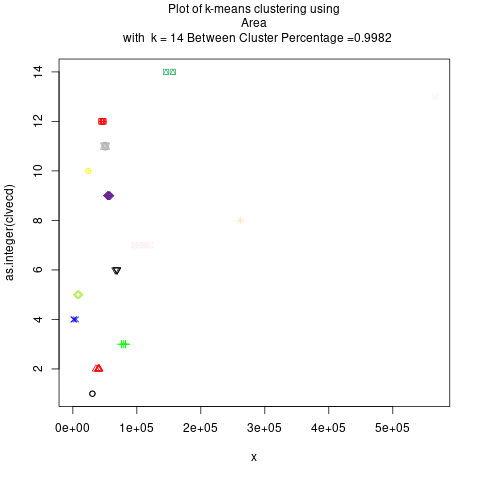 Plot of k-means clustering using
Area
with k = 14 Between Cluster Percentage =0.9982
as.integer(clvecd)
14
12
10
8
6
4
2
0e+00 1e+05 2e+05 3e+05 4e+05 5e+05
x